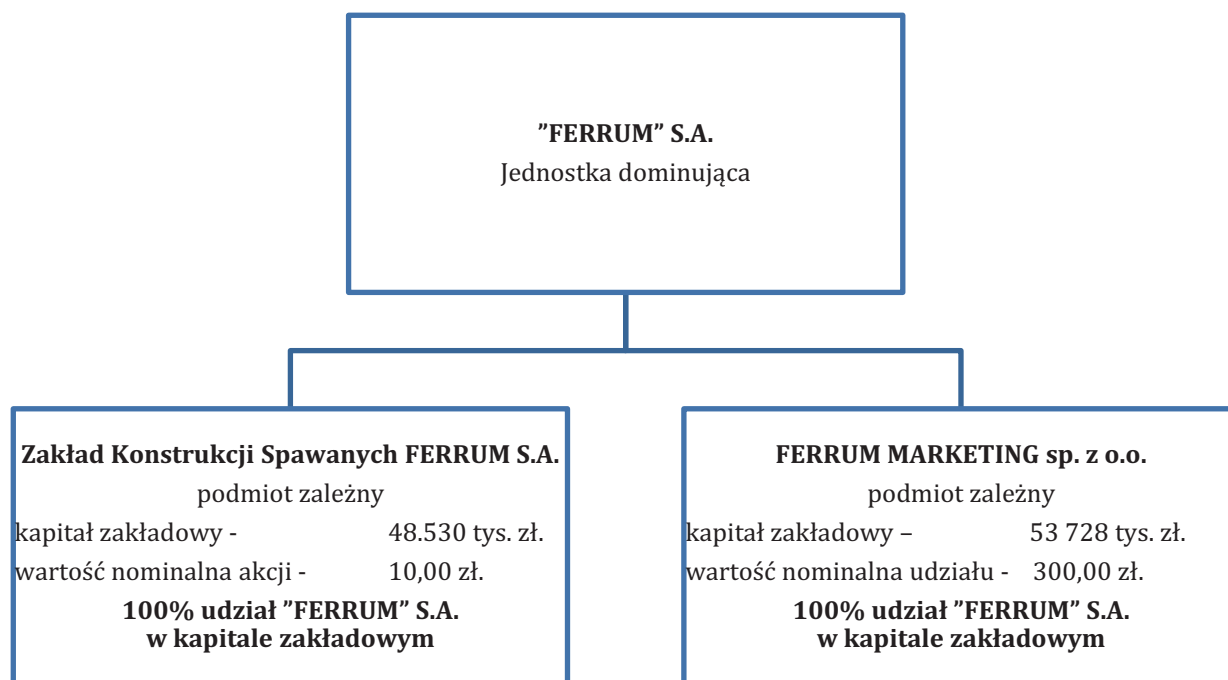 ”FERRUM” S.A.
Jednostka dominująca
Zakład Konstrukcji Spawanych FERRUM S.A.
podmiot zależny
kapitał zakładowy - 48.530 tys. zł.
wartość nominalna akcji - 10,00 zł.
100% udział ”FERRUM” S.A.
w kapitale zakładowym
FERRUM MARKETING sp. z o.o.
podmiot zależny
kapitał zakładowy – 53 728 tys. zł.
wartość nominalna udziału - 300,00 zł.
100% udział ”FERRUM” S.A.
w kapitale zakładowym